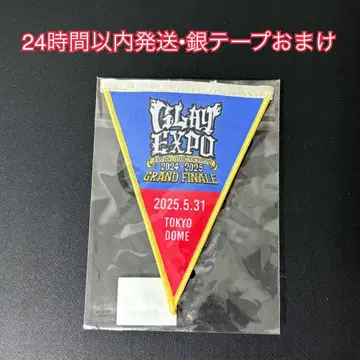 24時間以内発送•銀テープおまけ
GLAY
EXPO
2024-2025
GRAND FINALE
2025.5.31
TOKYO
DOME